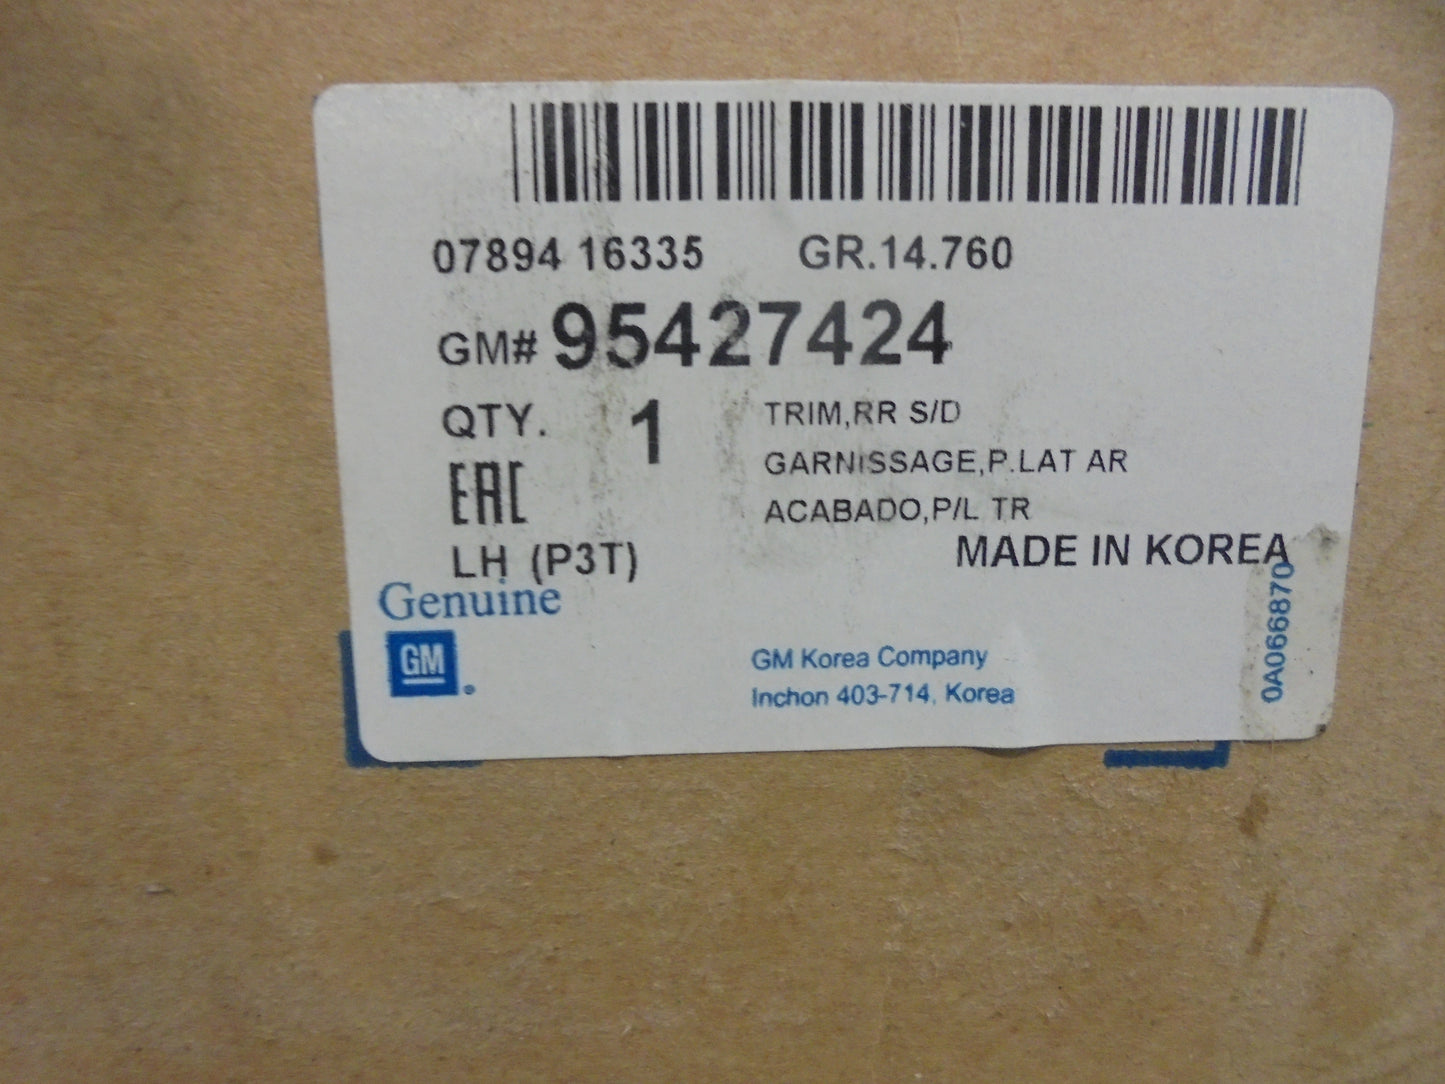 07894 16335 GR.14.760
GM# 95427424
QTY. 1
TRIM,RR S/D
GARNISSAGE,P.LAT AR
ACABADO,P/L TR
EAC
LH (P3T)
MADE IN KOREA
Genuine
GM
GM Korea Company
Inchon 403-714, Korea
0A066870